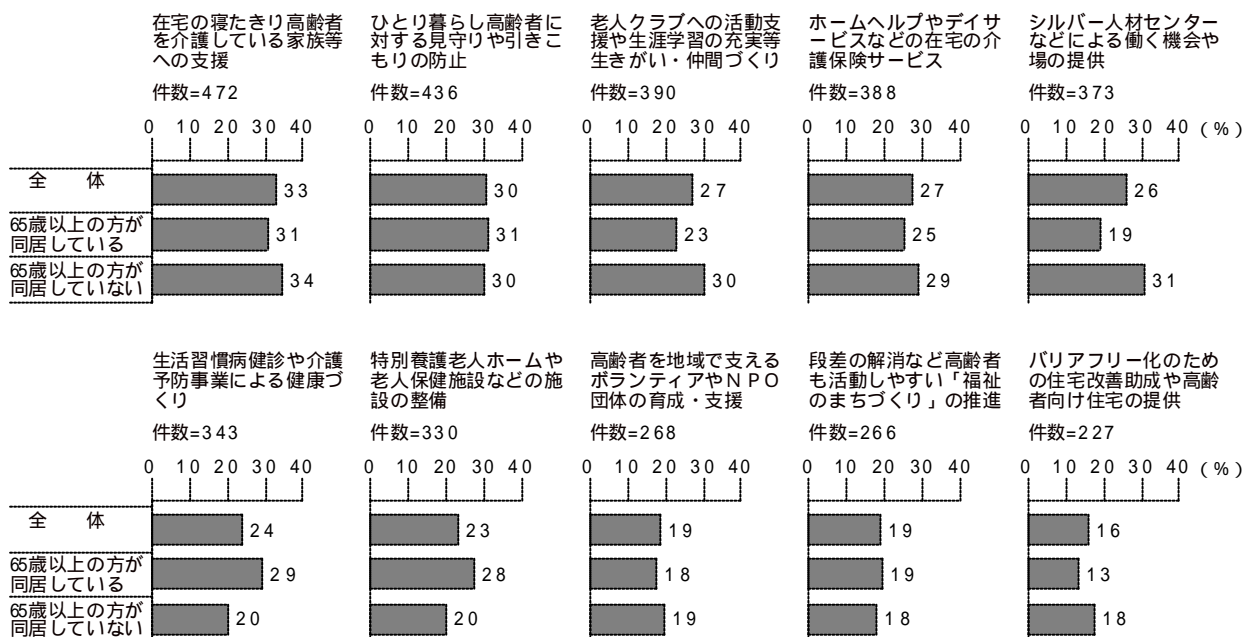 在宅の寝たきり高齢者
を介護している家族等
への支援
件数=472
0 10 20 30 40
ひとり暮らし高齢者に
対する見守りや引きこ
もりの防止
件数=436
0 10 20 30 40
老人クラブへの活動支
援や生涯学習の充実等
生きがい・仲間づくり
件数=390
0 10 20 30 40
ホームヘルプやデイサ
ービスなどの在宅の介
護保険サービス
件数=388
0 10 20 30 40
シルバー人材センター
などによる働く機会や
場の提供
件数=373
0 10 20 30 40 (%)
全 体
33 30 27 27 26
65歳以上の方が
同居している
31 31 23 25 19
65歳以上の方が
同居していない
34 30 30 29 31
生活習慣病健診や介護
予防事業による健康づ
くり
件数=343
0 10 20 30 40
特別養護老人ホームや
老人保健施設などの施
設の整備
件数=330
0 10 20 30 40
高齢者を地域で支える
ボランティアやNPO
団体の育成・支援
件数=268
0 10 20 30 40
段差の解消など高齢者
も活動しやすい「福祉
のまちづくり」の推進
件数=266
0 10 20 30 40
バリアフリー化のため
の住宅改善助成や高齢
者向け住宅の提供
件数=227
0 10 20 30 40 (%)
全 体
24 23 19 19 16
65歳以上の方が
同居している
29 28 18 19 13
65歳以上の方が
同居していない
20 20 19 18 18